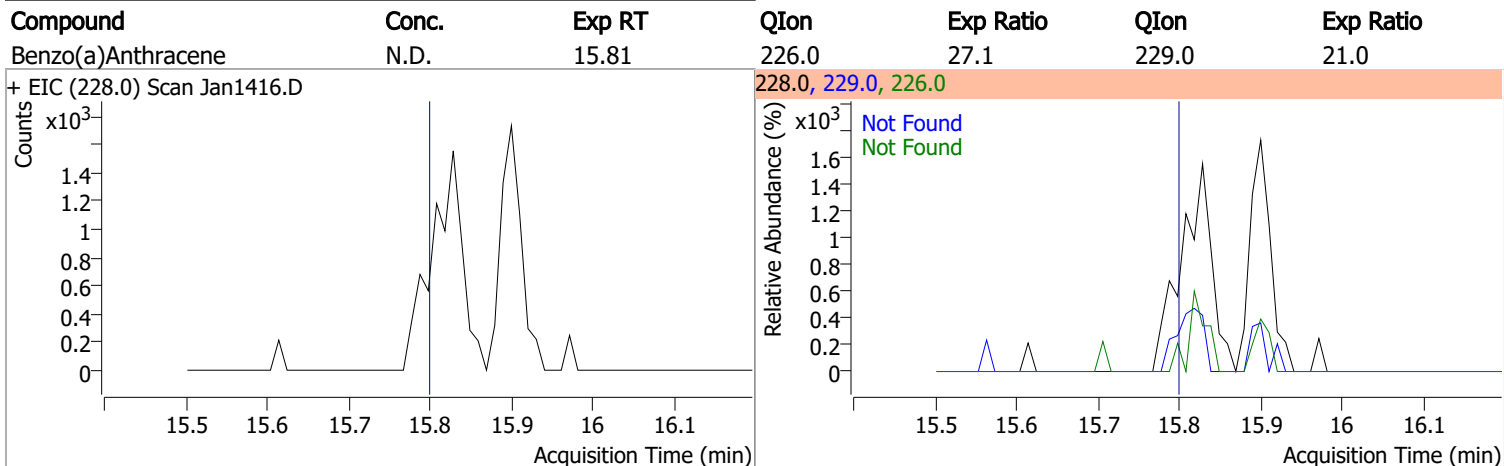 Compound Conc. Exp RT QIon Exp Ratio QIon Exp Ratio
Benzo(a)Anthracene N.D. 15.81 226.0 27.1 229.0 21.0
+ EIC (228.0) Scan Jan1416.D
Counts
x10³
1.4
1.2
1
0.8
0.6
0.4
0.2
0
15.5 15.6 15.7 15.8 15.9 16 16.1
Acquisition Time (min)
228.0, 229.0, 226.0
Relative Abundance (%)
x10³
Not Found
Not Found
1.6
1.4
1.2
1
0.8
0.6
0.4
0.2
0
15.5 15.6 15.7 15.8 15.9 16 16.1
Acquisition Time (min)